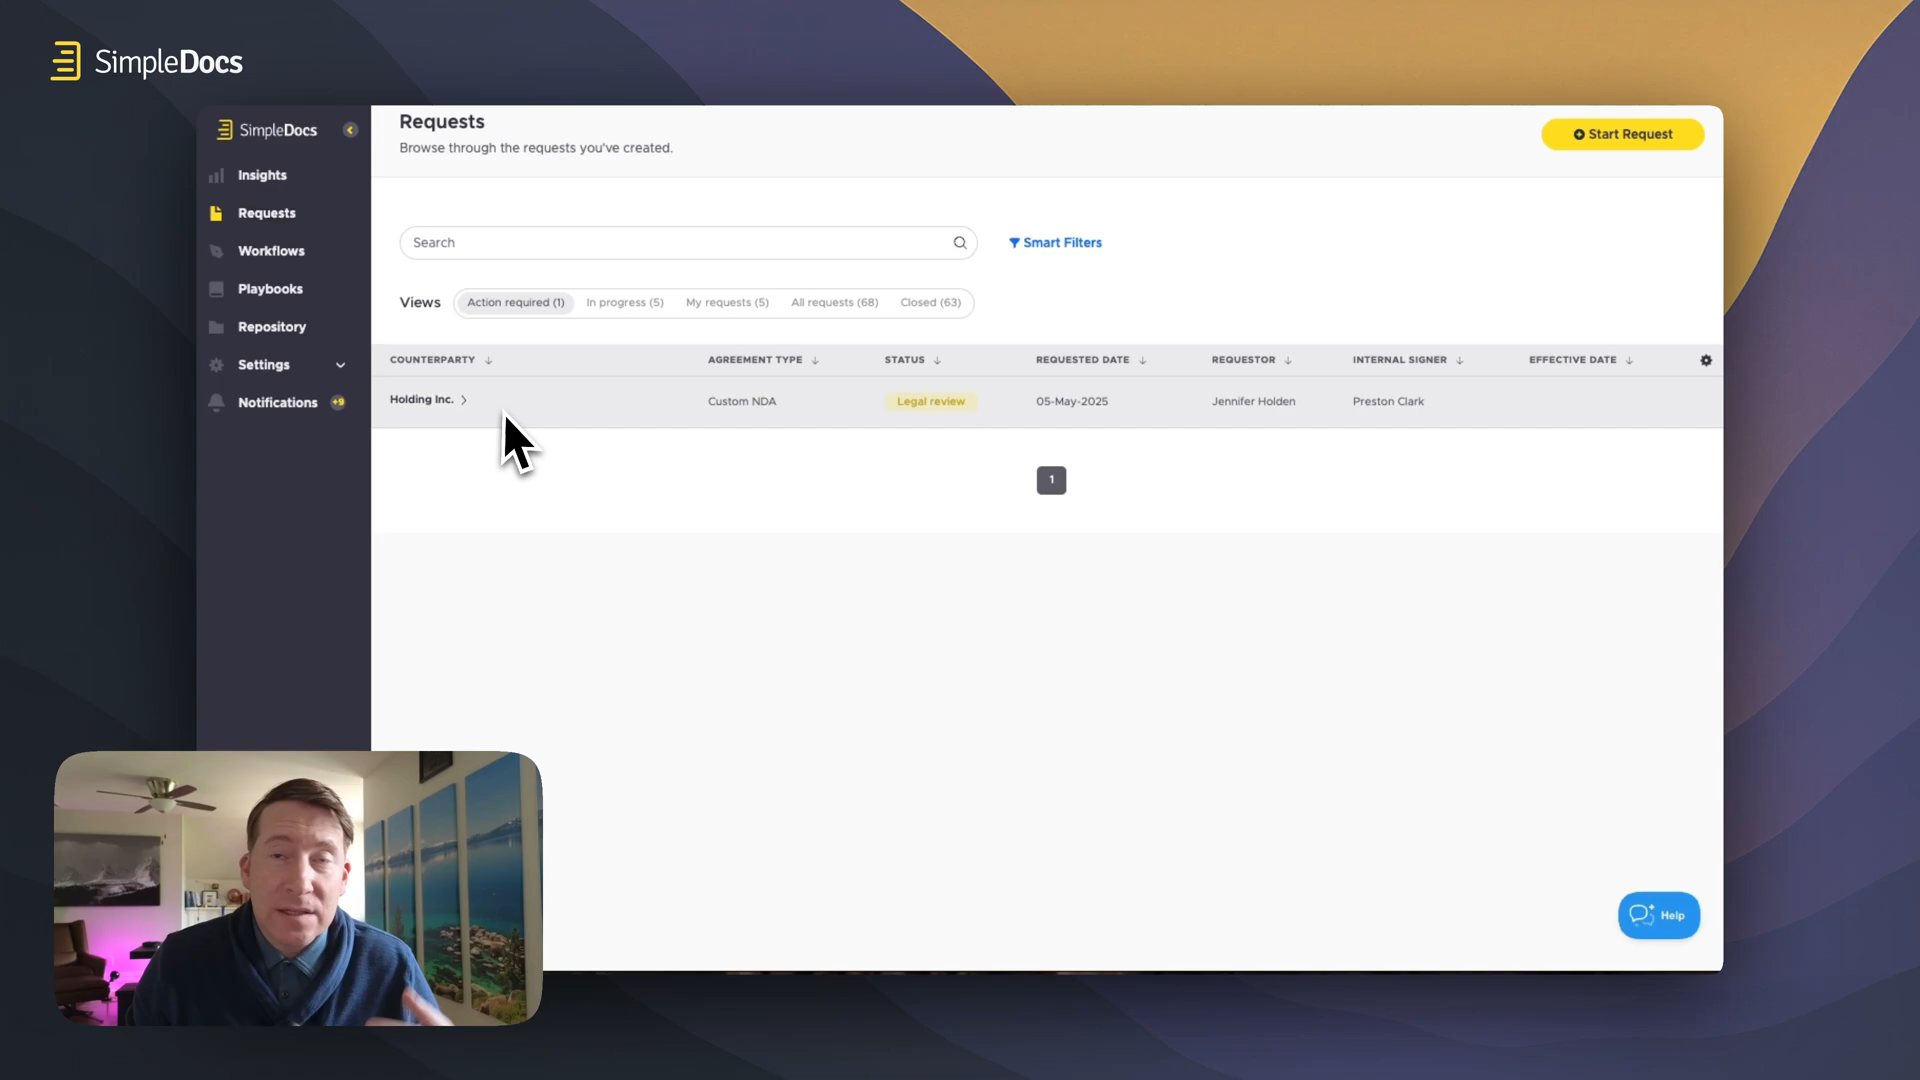 SimpleDocs
SimpleDocs
Insights
Requests
Workflows
Playbooks
Repository
Settings
Notifications +9
Requests
Browse through the requests you've created.
Start Request
Search
Smart Filters
Views Action required (1) In progress (5) My requests (5) All requests (68) Closed (63)
COUNTERPARTY AGREEMENT TYPE STATUS REQUESTED DATE REQUESTOR INTERNAL SIGNER EFFECTIVE DATE
Holding Inc. Custom NDA Legal review 05-May-2025 Jennifer Holden Preston Clark
1
Help